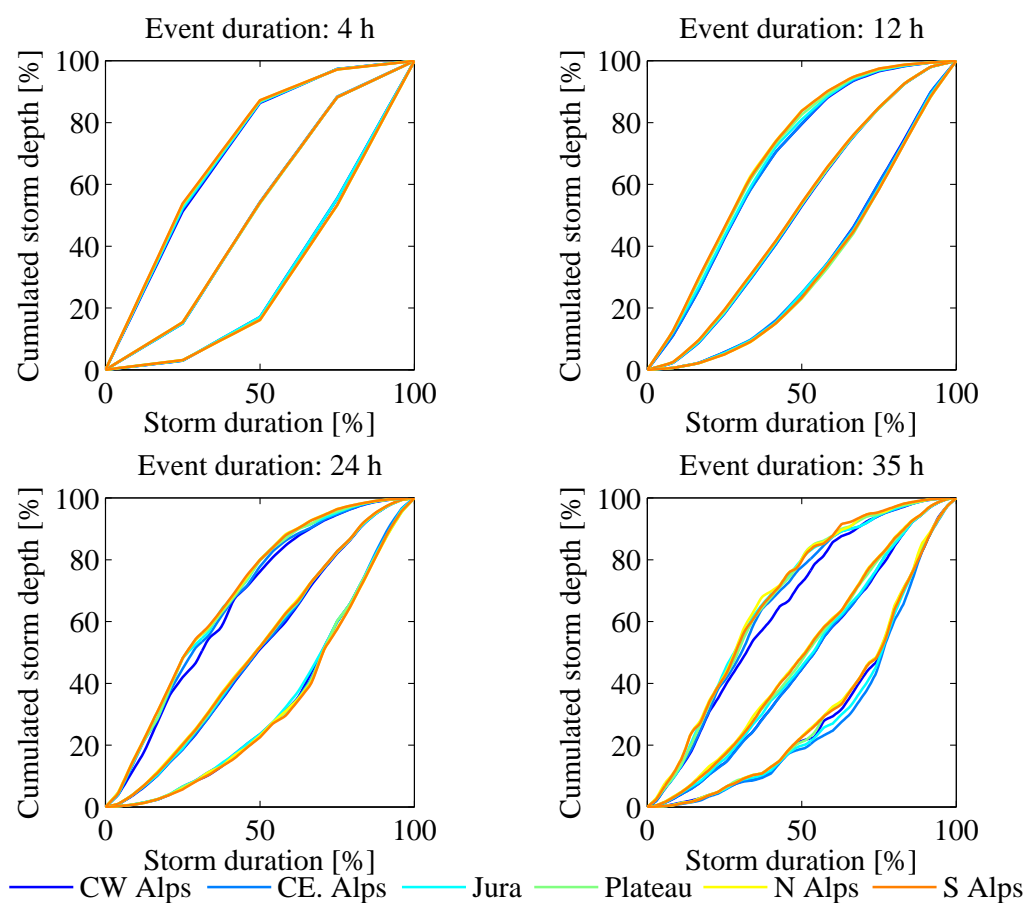 Event duration: 4 h
Cumulated storm depth [%]
100
80
60
40
20
0
0 50 100
Storm duration [%]
Event duration: 12 h
Cumulated storm depth [%]
100
80
60
40
20
0
0 50 100
Storm duration [%]
Event duration: 24 h
Cumulated storm depth [%]
100
80
60
40
20
0
0 50 100
Storm duration [%]
Event duration: 35 h
Cumulated storm depth [%]
100
80
60
40
20
0
0 50 100
Storm duration [%]
CW Alps CE. Alps Jura Plateau N Alps S Alps